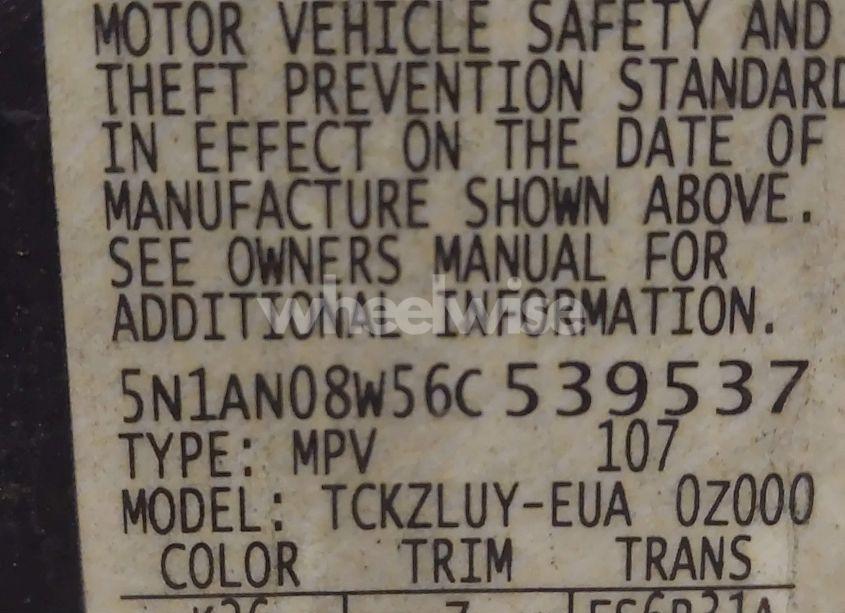 MOTOR VEHICLE SAFETY AND
THEFT PREVENTION STANDARD
IN EFFECT ON THE DATE OF
MANUFACTURE SHOWN ABOVE.
SEE OWNERS MANUAL FOR
ADDITIONAL INFORMATION.
wheelwise
5N1AN08W56C539537
TYPE: MPV 107
MODEL: TCKZLUY-EUA 0Z000
COLOR TRIM TRANS